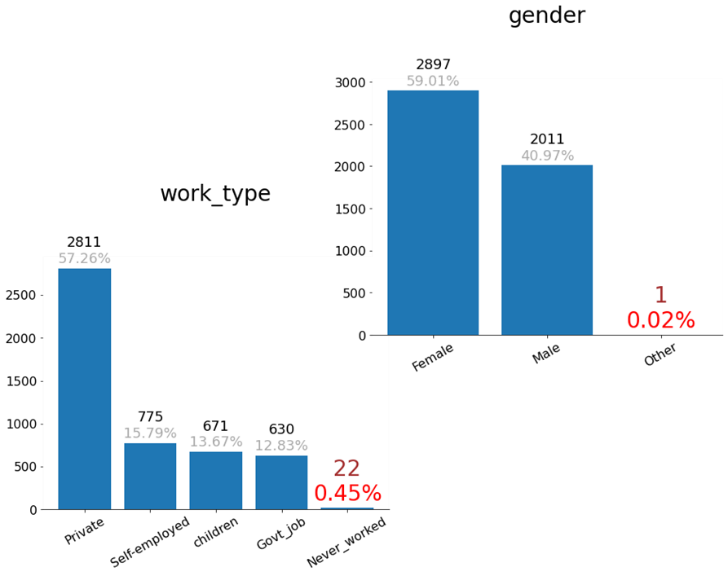 gender
2897
59.01%
2011
40.97%
1
0.02%
3000
2500
2000
1500
1000
500
0
Female
Male
Other
work_type
2811
57.26%
775
15.79%
671
13.67%
630
12.83%
22
0.45%
2500
2000
1500
1000
500
0
Private
Self-employed
children
Govt_job
Never_worked